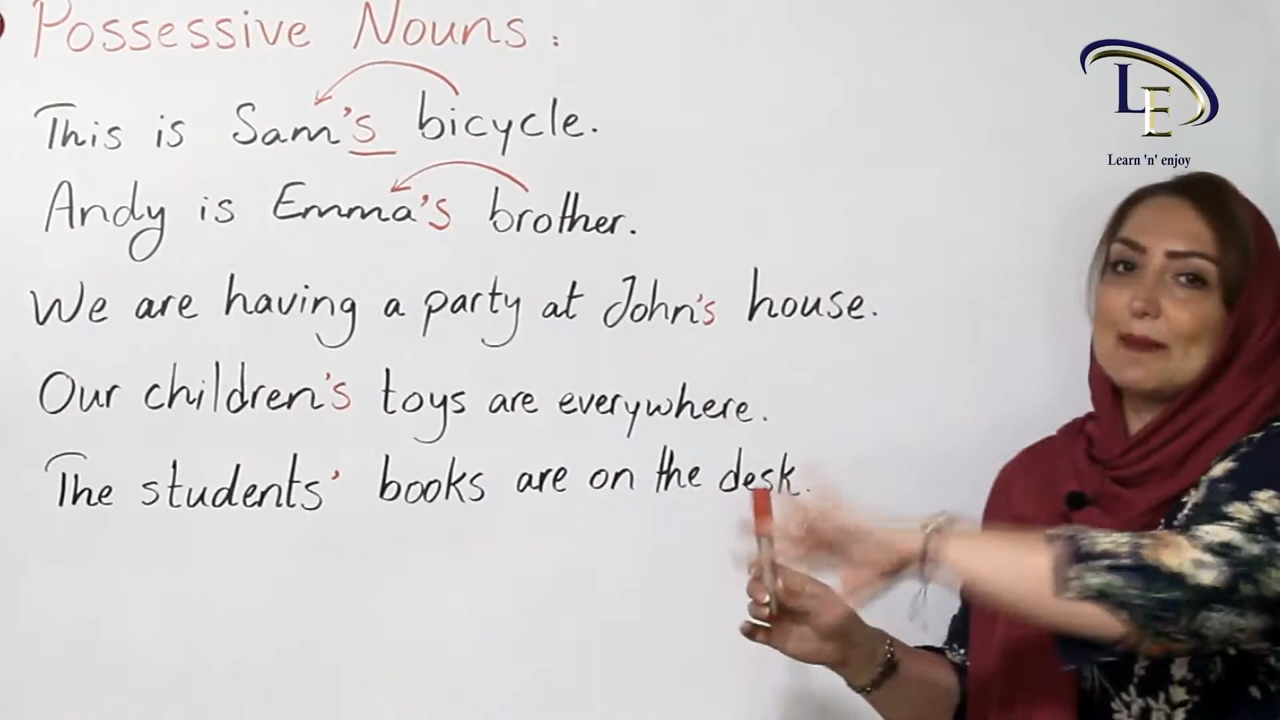 Possessive Nouns :
This is Sam's bicycle.
Andy is Emma's brother.
We are having a party at John's house.
Our children's toys are everywhere.
The students' books are on the desk.
LE
Learn 'n' enjoy